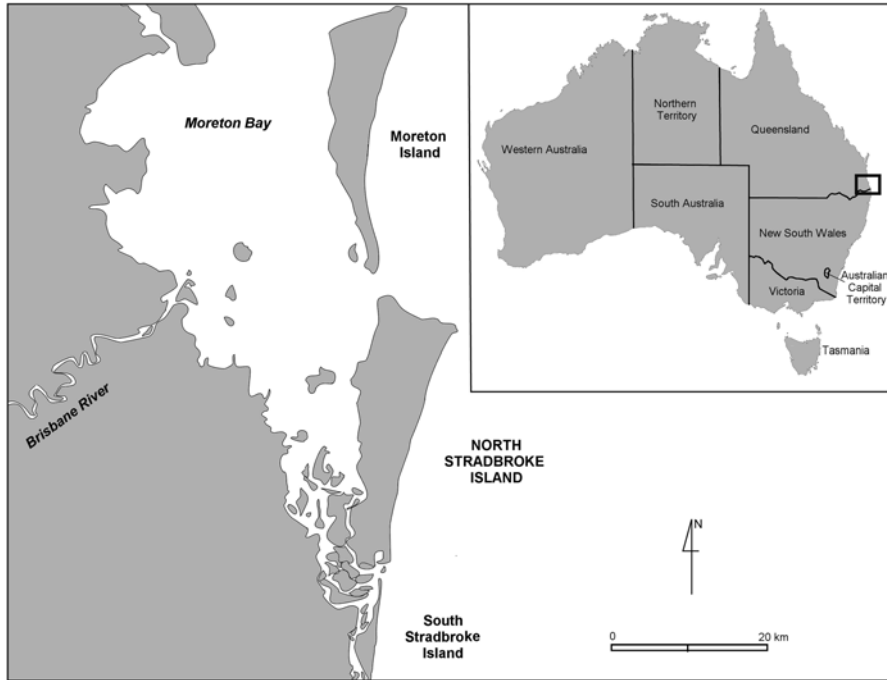 Moreton Bay
Moreton
Island
Brisbane River
NORTH
STRADBROKE
ISLAND
South
Stradbroke
Island
Western Australia
Northern
Territory
Queensland
South Australia
New South Wales
Victoria
Australian
Capital
Territory
Tasmania
N
0
20 km